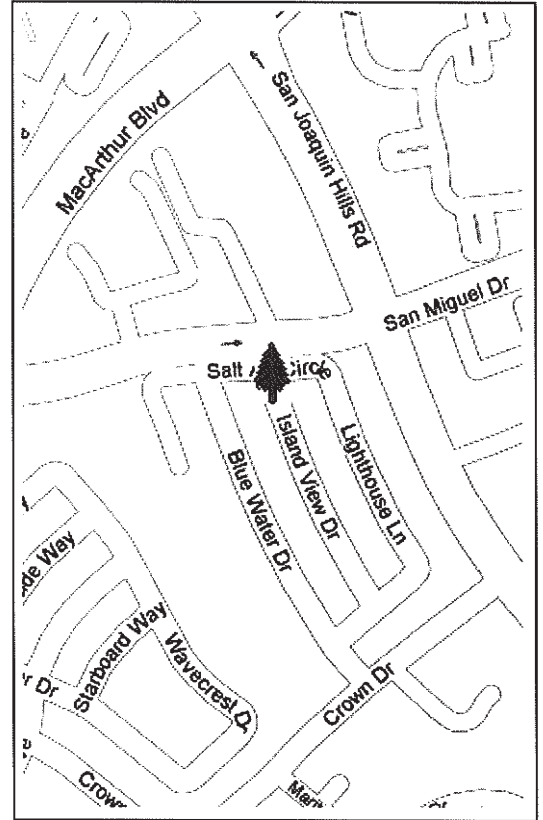 MacArthur Blvd
San Joaquin Hills Rd
San Miguel Dr
Salt Circle
Island View Dr
Lighthouse Ln
Blue Water Dr
Way
Starboard Way
Wavecrest
Dr
Crown Dr